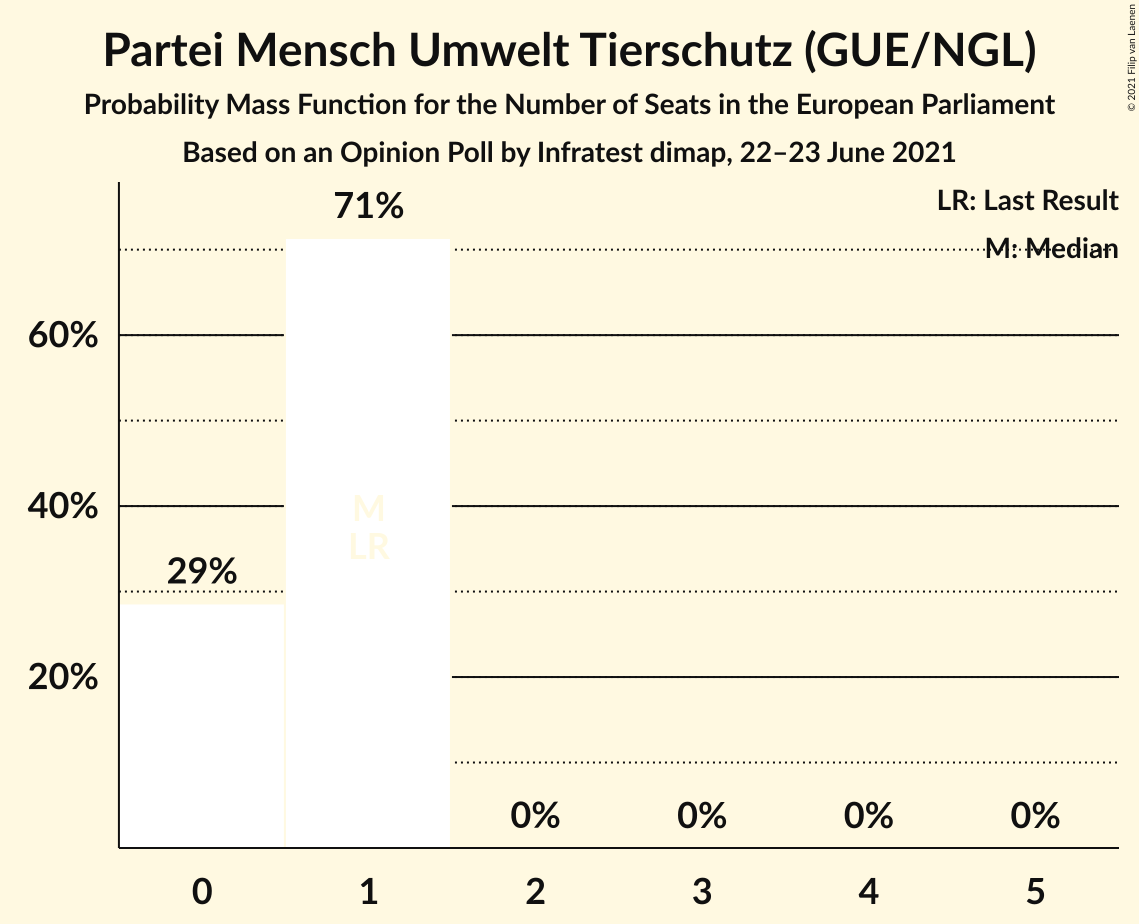 Partei Mensch Umwelt Tierschutz (GUE/NGL)
Probability Mass Function for the Number of Seats in the European Parliament
Based on an Opinion Poll by Infratest dimap, 22–23 June 2021
© 2021 Filip van Laenen
LR: Last Result
M: Median
71%
60%
40%
M
LR
29%
20%
0% 0% 0% 0%
0 1 2 3 4 5